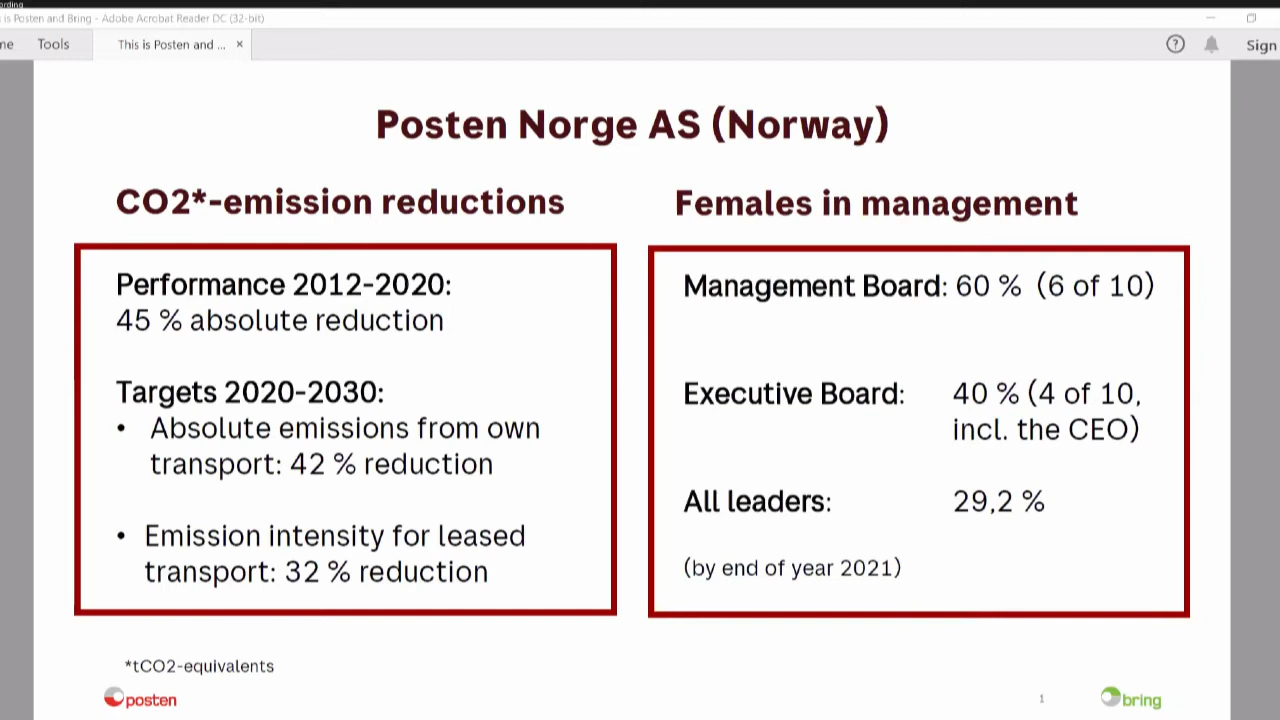 ording
is Posten and Bring - Adobe Acrobat Reader DC (32-bit)
me Tools This is Posten and ... × ? Sign
Posten Norge AS (Norway)
CO2*-emission reductions
Performance 2012-2020:
45 % absolute reduction
Targets 2020-2030:
• Absolute emissions from own
transport: 42 % reduction
• Emission intensity for leased
transport: 32 % reduction
Females in management
Management Board: 60 % (6 of 10)
Executive Board: 40 % (4 of 10,
incl. the CEO)
All leaders: 29,2 %
(by end of year 2021)
*tCO2-equivalents
posten 1 bring